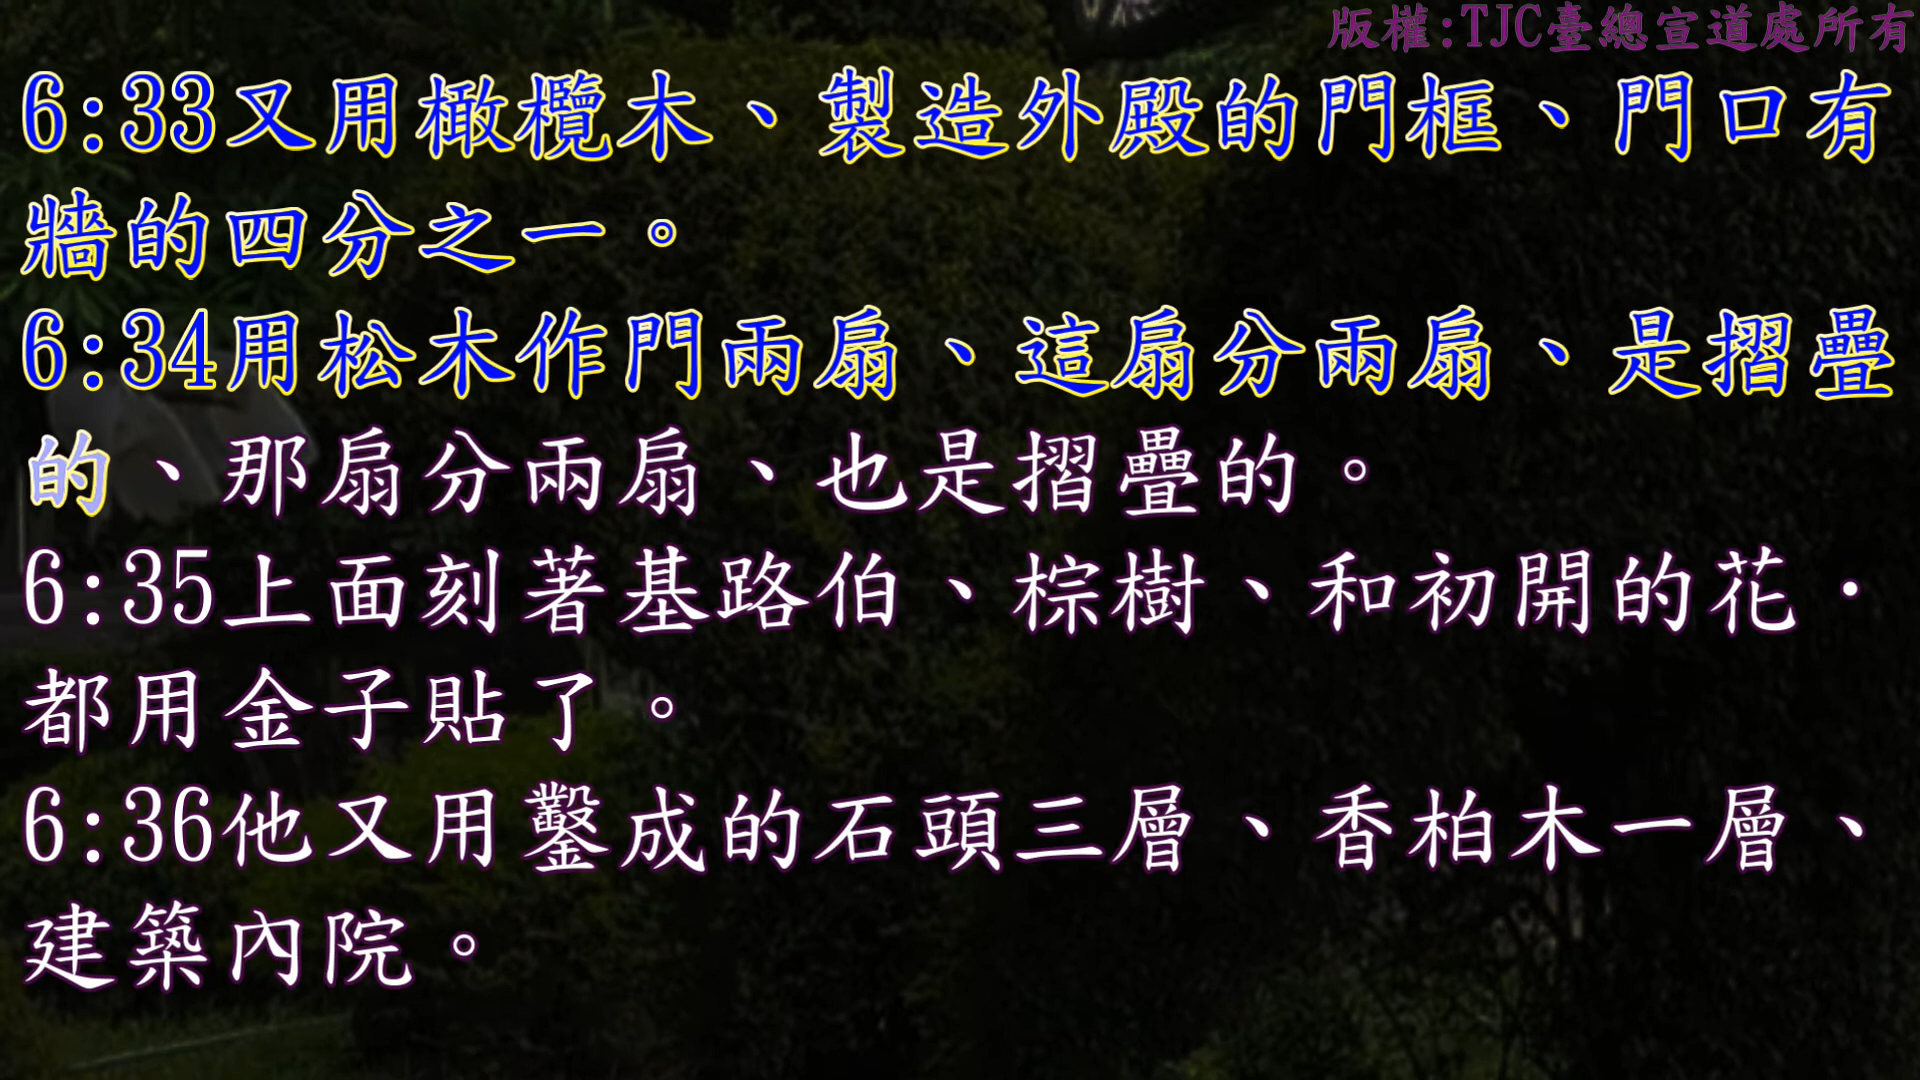 版權:TJC臺總宣道處所有
6:33又用橄欖木、製造外殿的門框、門口有
牆的四分之一。
6:34用松木作門兩扇、這扇分兩扇、是摺疊
的、那扇分兩扇、也是摺疊的。
6:35上面刻著基路伯、棕樹、和初開的花．
都用金子貼了。
6:36他又用鑿成的石頭三層、香柏木一層、
建築內院。